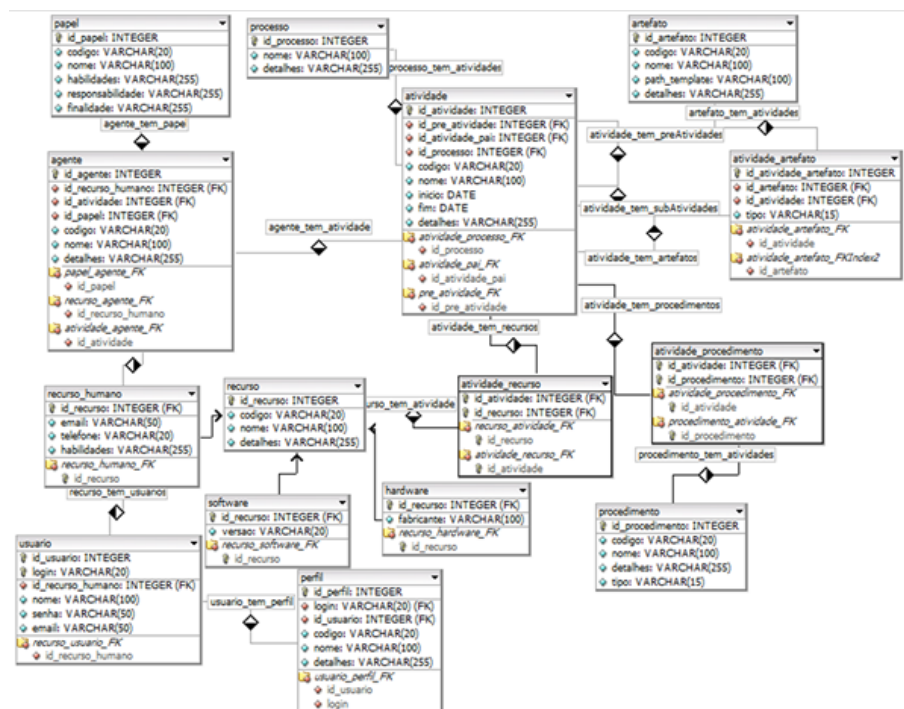 papel
id_papel: INTEGER
codigo: VARCHAR(20)
nome: VARCHAR(100)
habilidades: VARCHAR(255)
responsabilidade: VARCHAR(255)
finalidade: VARCHAR(255)
agente_tem_papel
processo
id_processo: INTEGER
nome: VARCHAR(100)
detalhes: VARCHAR(255)
processo_tem_atividades
artefato
id_artefato: INTEGER
codigo: VARCHAR(20)
nome: VARCHAR(100)
path_template: VARCHAR(100)
detalhes: VARCHAR(255)
artefato_tem_atividades
atividade
id_atividade: INTEGER
id_pre_atividade: INTEGER (FK)
id_atividade_pai: INTEGER (FK)
id_processo: INTEGER (FK)
codigo: VARCHAR(20)
nome: VARCHAR(100)
inicio: DATE
fim: DATE
detalhes: VARCHAR(255)
atividade_processo_FK
id_processo
atividade_pai_FK
id_atividade_pai
pre_atividade_FK
id_pre_atividade
atividade_tem_preAtividades
atividade_tem_subAtividades
atividade_tem_artefatos
atividade_tem_procedimentos
atividade_tem_recursos
atividade_artefato
id_atividade_artefato: INTEGER
id_artefato: INTEGER (FK)
id_atividade: INTEGER (FK)
tipo: VARCHAR(15)
atividade_artefato_FK
id_atividade
atividade_artefato_FKIndex2
id_artefato
agente
id_agente: INTEGER
id_recurso_humano: INTEGER (FK)
id_atividade: INTEGER (FK)
id_papel: INTEGER (FK)
codigo: VARCHAR(20)
nome: VARCHAR(100)
detalhes: VARCHAR(255)
papel_agente_FK
id_papel
recurso_agente_FK
id_recurso_humano
atividade_agente_FK
id_atividade
agente_tem_atividade
recurso_humano
id_recurso: INTEGER (FK)
email: VARCHAR(50)
telefone: VARCHAR(20)
habilidades: VARCHAR(255)
recurso_humano_FK
id_recurso
recurso_tem_usuarios
recurso
id_recurso: INTEGER
codigo: VARCHAR(20)
nome: VARCHAR(100)
detalhes: VARCHAR(255)
urso_tem_atividade
atividade_recurso
id_atividade: INTEGER (FK)
id_recurso: INTEGER (FK)
recurso_atividade_FK
id_recurso
atividade_recurso_FK
id_atividade
atividade_procedimento
id_atividade: INTEGER (FK)
id_procedimento: INTEGER (FK)
atividade_procedimento_FK
id_atividade
procedimento_atividade_FK
id_procedimento
procedimento_tem_atividades
software
id_recurso: INTEGER (FK)
versao: VARCHAR(20)
recurso_software_FK
id_recurso
hardware
id_recurso: INTEGER (FK)
fabricante: VARCHAR(100)
recurso_hardware_FK
id_recurso
procedimento
id_procedimento: INTEGER
codigo: VARCHAR(20)
nome: VARCHAR(100)
detalhes: VARCHAR(255)
tipo: VARCHAR(15)
usuario
id_usuario: INTEGER
login: VARCHAR(20)
id_recurso_humano: INTEGER (FK)
nome: VARCHAR(100)
senha: VARCHAR(50)
email: VARCHAR(50)
recurso_usuario_FK
id_recurso_humano
usuario_tem_perfil
perfil
id_perfil: INTEGER
login: VARCHAR(20) (FK)
id_usuario: INTEGER (FK)
codigo: VARCHAR(20)
nome: VARCHAR(100)
detalhes: VARCHAR(255)
usuario_perfil_FK
id_usuario
login